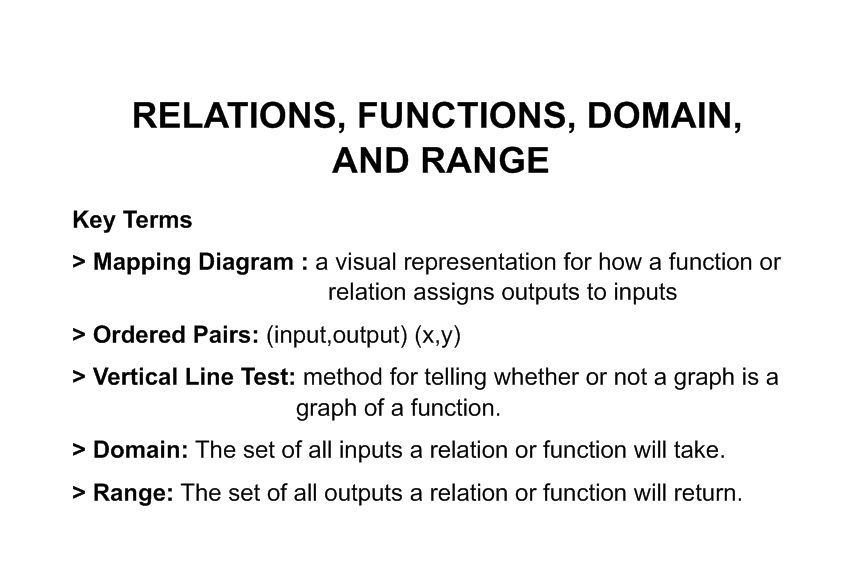 RELATIONS, FUNCTIONS, DOMAIN,
AND RANGE
Key Terms
> Mapping Diagram : a visual representation for how a function or
relation assigns outputs to inputs
> Ordered Pairs: (input,output) (x,y)
> Vertical Line Test: method for telling whether or not a graph is a
graph of a function.
> Domain: The set of all inputs a relation or function will take.
> Range: The set of all outputs a relation or function will return.